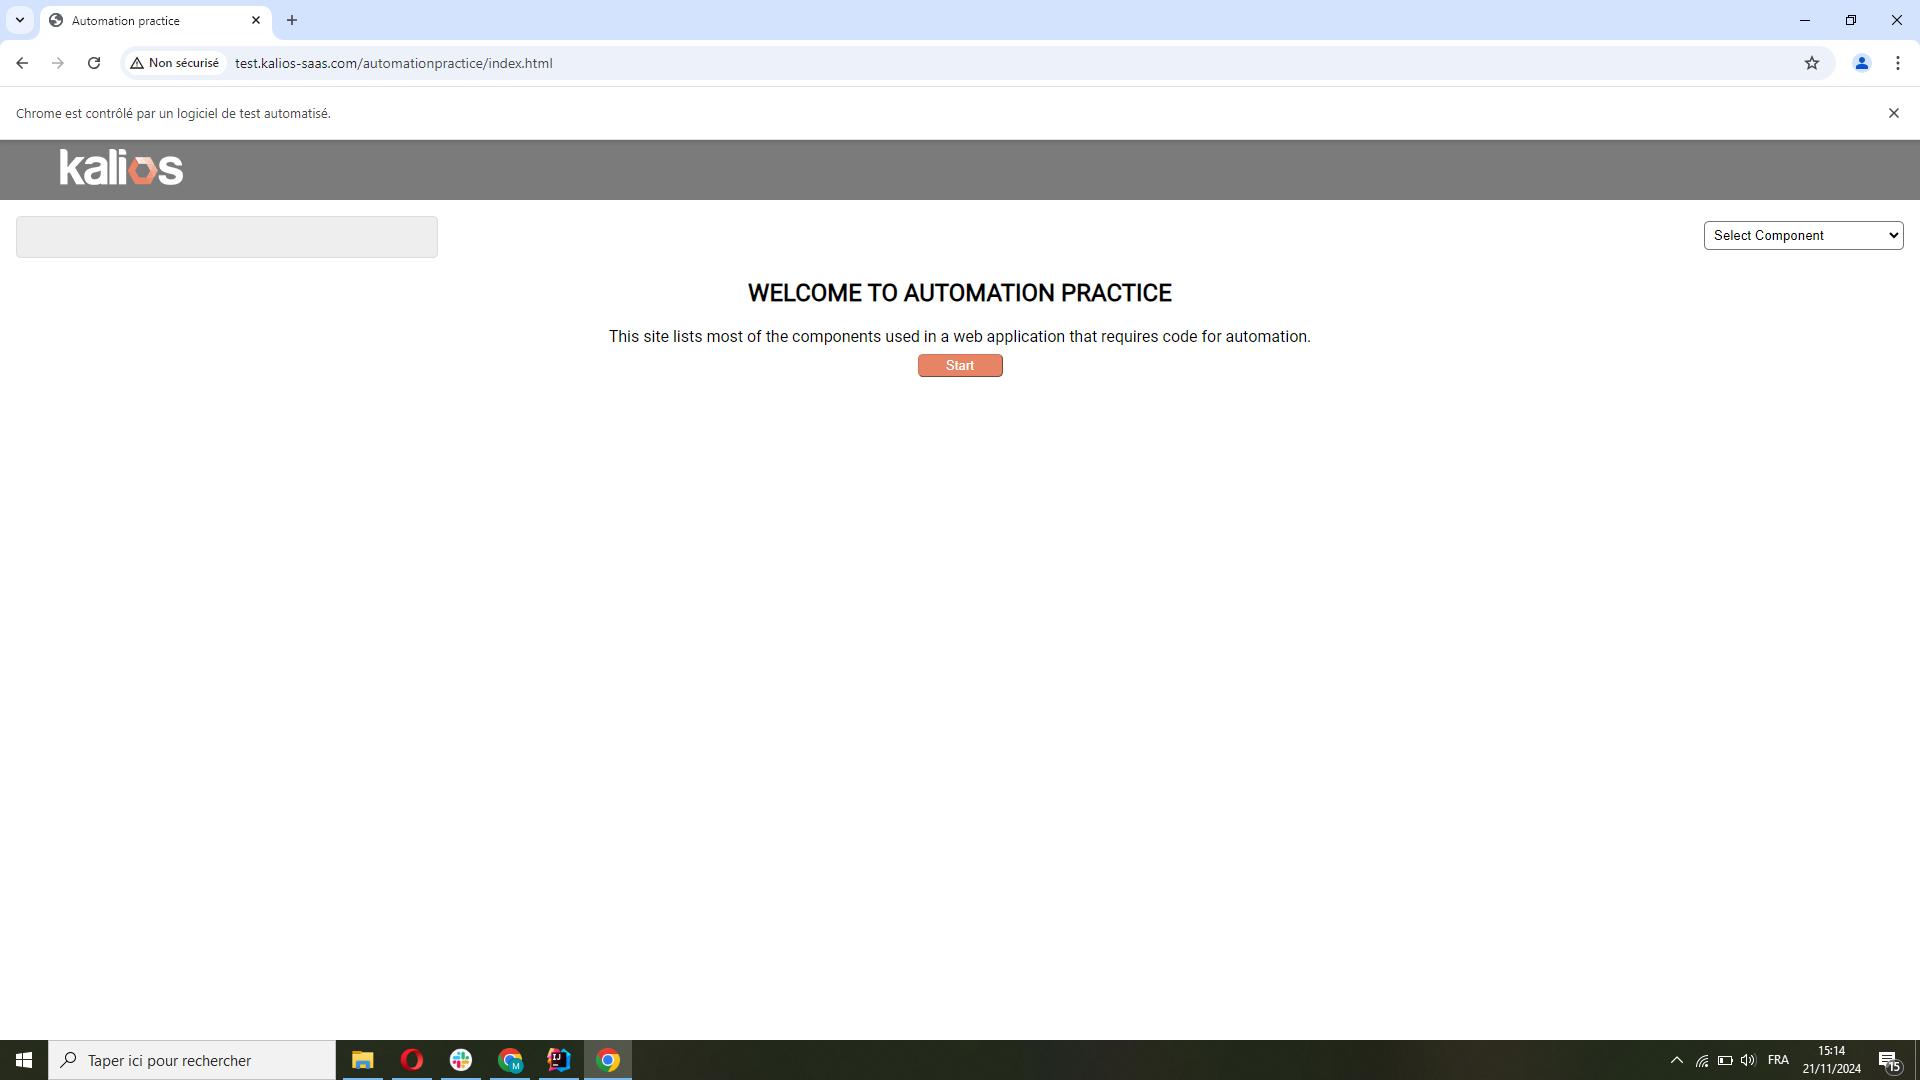 Automation practice
Non sécurisé
test.kalios-saas.com/automationpractice/index.html
Chrome est contrôlé par un logiciel de test automatisé.
kalios
Select Component
WELCOME TO AUTOMATION PRACTICE
This site lists most of the components used in a web application that requires code for automation.
Start
Taper ici pour rechercher
M
IJ
FRA
15:14
21/11/2024
15